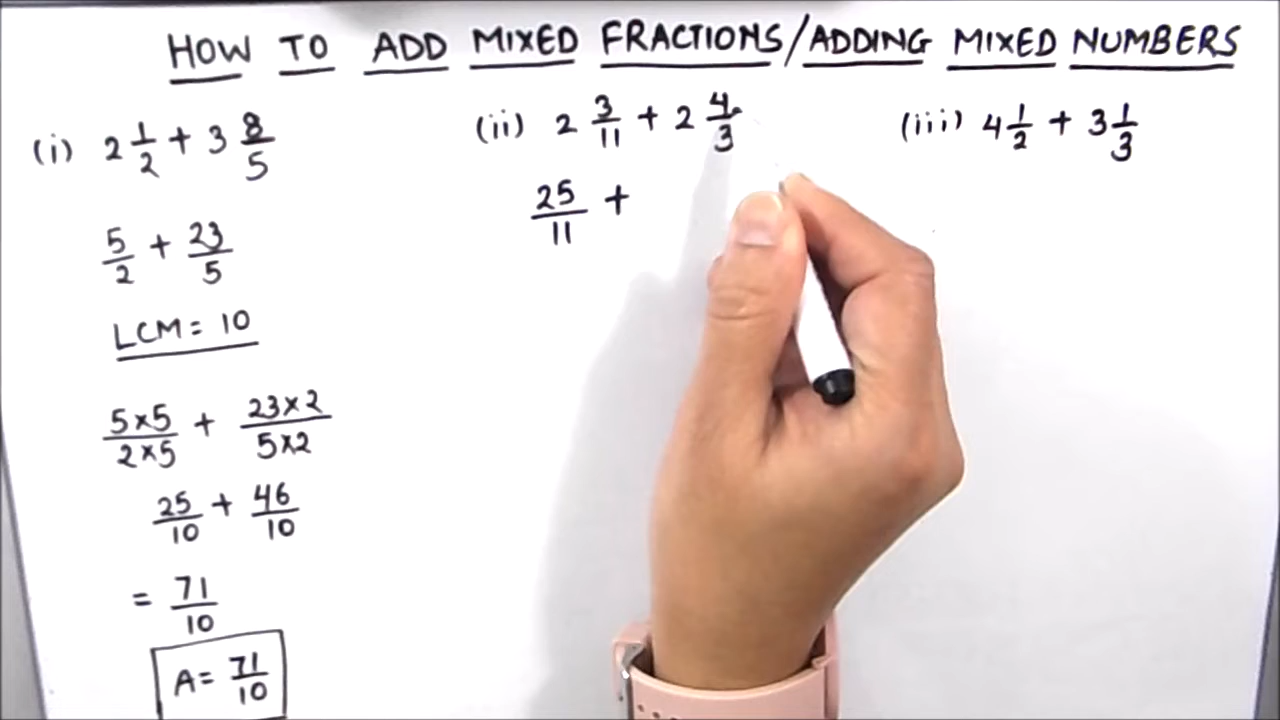 HOW TO ADD MIXED FRACTIONS/ADDING MIXED NUMBERS
(i) 2 1/2 + 3 8/5
5/2 + 23/5
LCM = 10
5×5/2×5 + 23×2/5×2
25/10 + 46/10
= 71/10
A = 71/10
(ii) 2 3/11 + 2 4/3
25/11 +
(iii) 4 1/2 + 3 1/3